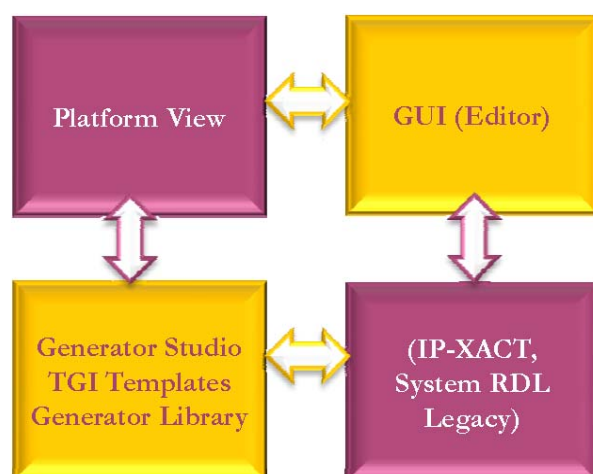 Platform View
GUI (Editor)
Generator Studio
TGI Templates
Generator Library
(IP-XACT,
System RDL
Legacy)